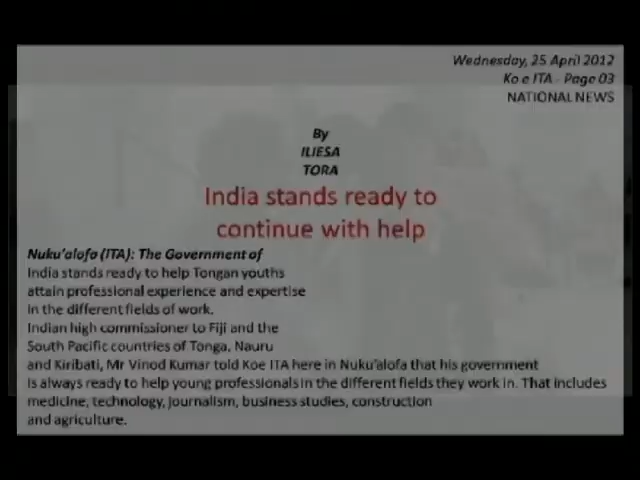 Wednesday, 25 April 2012
Ko e ITA - Page 03
NATIONAL NEWS
By
ILIESA
TORA
India stands ready to
continue with help
Nuku'alofa (ITA): The Government of
India stands ready to help Tongan youths
attain professional experience and expertise
in the different fields of work.
Indian high commissioner to Fiji and the
South Pacific countries of Tonga, Nauru
and Kiribati, Mr Vinod Kumar told Koe ITA here in Nuku'alofa that his government
is always ready to help young professionals in the different fields they work in. That includes
medicine, technology, journalism, business studies, construction
and agriculture.